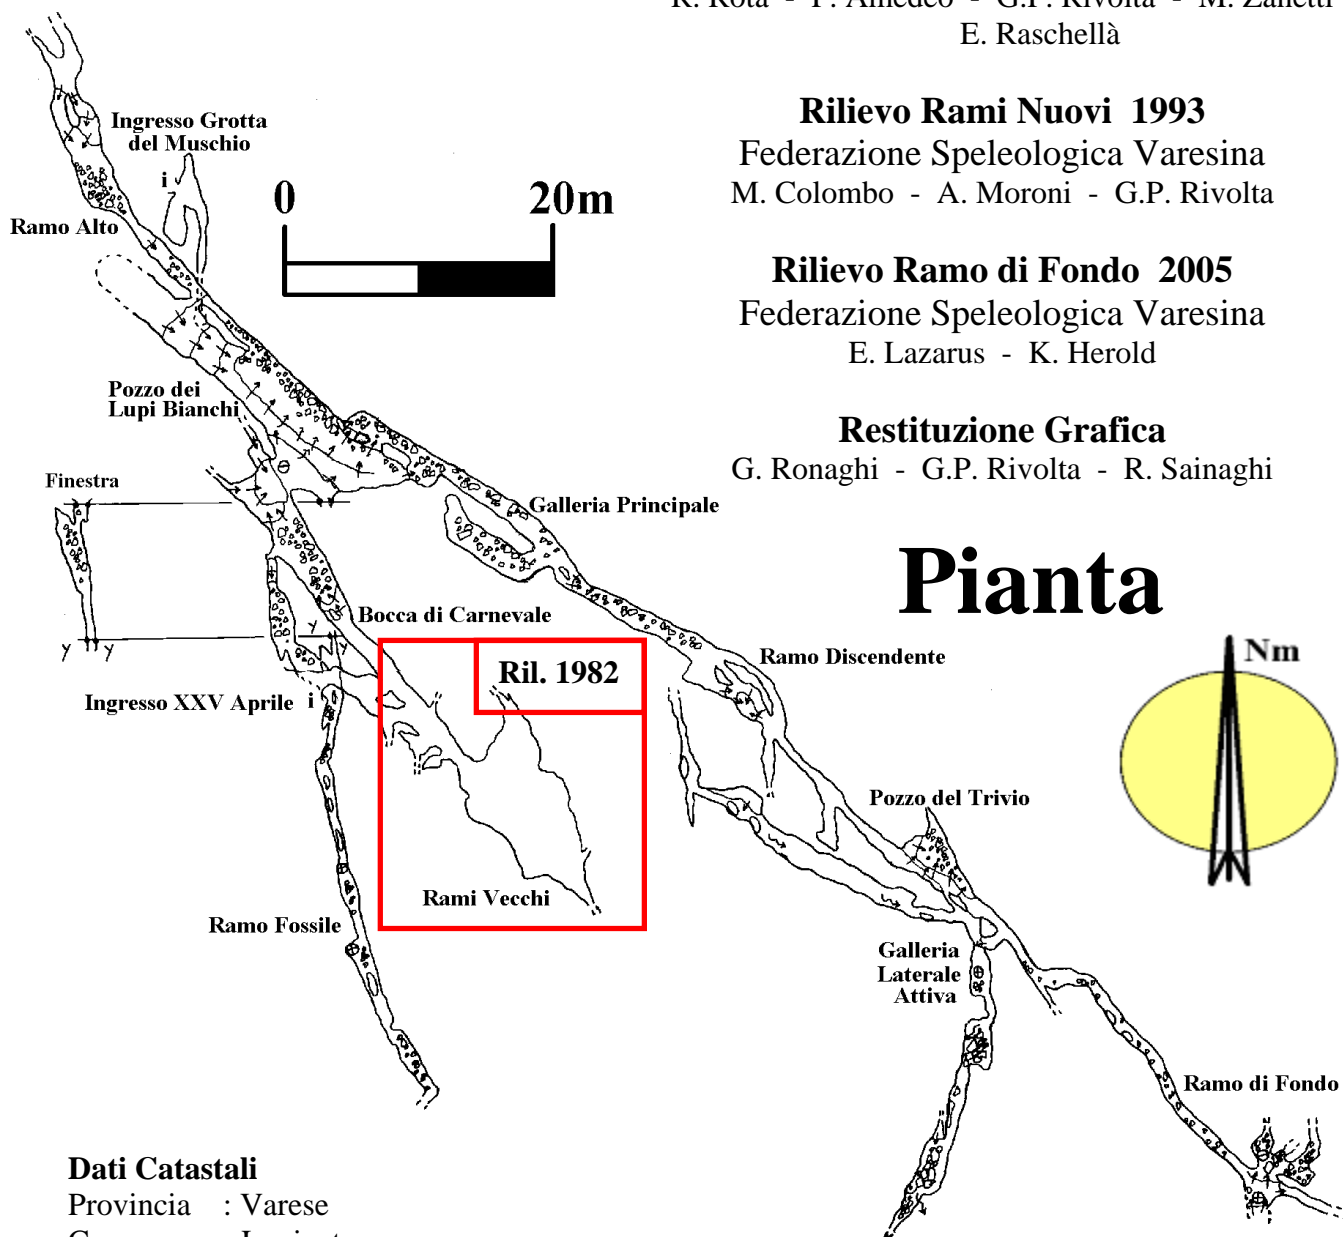 E. Raschellà
Rilievo Rami Nuovi 1993
Federazione Speleologica Varesina
M. Colombo - A. Moroni - G.P. Rivolta
Rilievo Ramo di Fondo 2005
Federazione Speleologica Varesina
E. Lazarus - K. Herold
Restituzione Grafica
G. Ronaghi - G.P. Rivolta - R. Sainaghi
Pianta
Nm
Ingresso Grotta
del Muschio
i
0 20m
Ramo Alto
Pozzo dei
Lupi Bianchi
Finestra
Galleria Principale
Bocca di Carnevale
y
y
y y
Ril. 1982
Ramo Discendente
Ingresso XXV Aprile i
Pozzo del Trivio
Rami Vecchi
Ramo Fossile
Galleria
Laterale
Attiva
Ramo di Fondo
Dati Catastali
Provincia : Varese